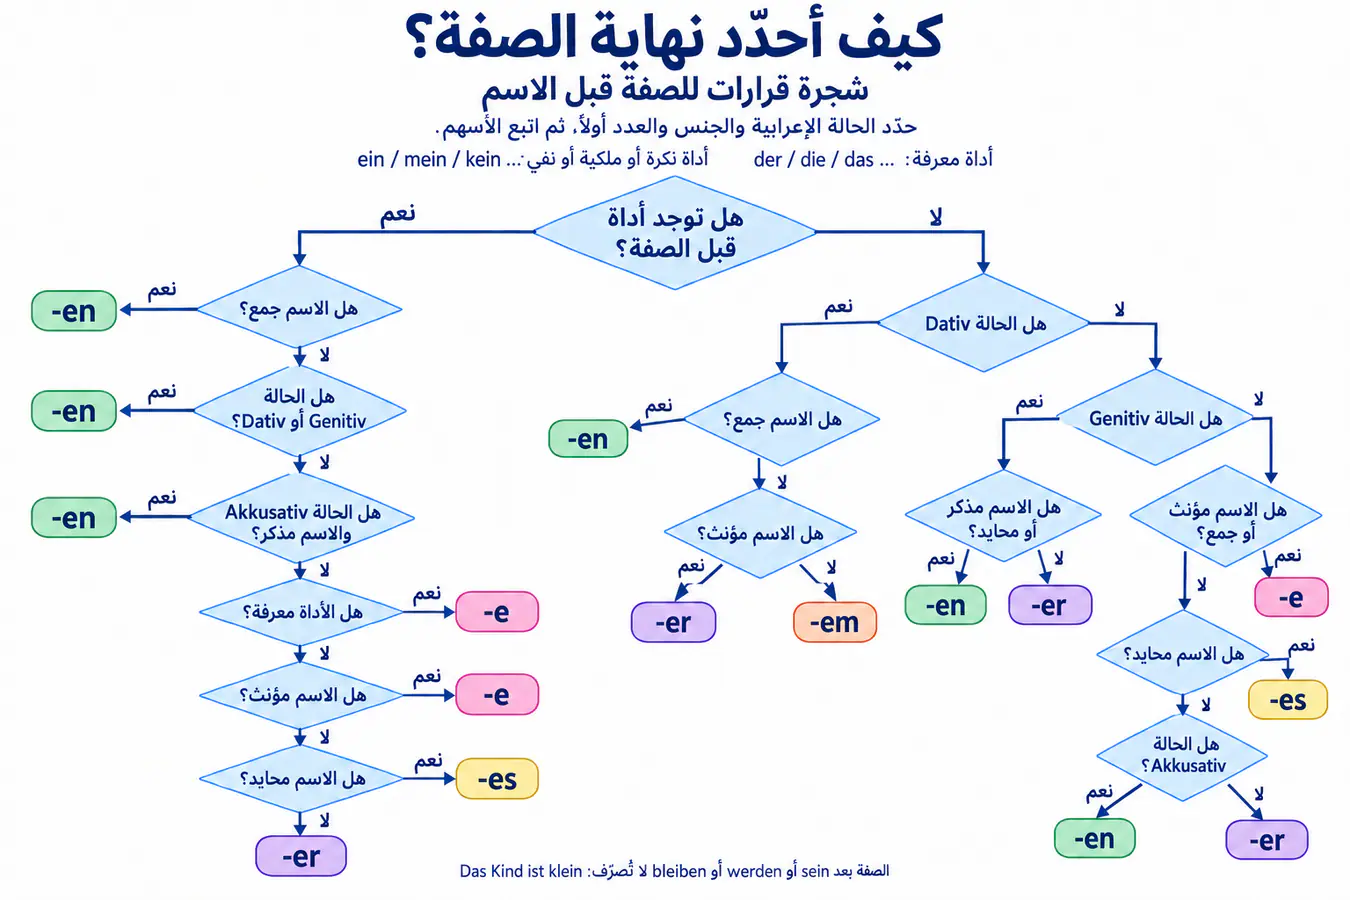 كيف أحدّد نهاية الصفة؟
شجرة قرارات للصفة قبل الاسم
حدّد الحالة الإعرابية والجنس والعدد أولاً، ثم اتبع الأسهم.
أداة معرفة: der / die / das ...
أداة نكرة أو ملكية أو نفي: ein / mein / kein ...
هل توجد أداة
قبل الصفة؟
نعم
لا
هل الاسم جمع؟
نعم
-en
لا
هل الحالة
Genitiv أو Dativ؟
نعم
-en
لا
هل الحالة Akkusativ
والاسم مذكر؟
نعم
-en
لا
هل الأداة معرفة؟
نعم
-e
لا
هل الاسم مؤنث؟
نعم
-e
لا
هل الاسم محايد؟
نعم
-es
لا
-er
هل الحالة Dativ
نعم
لا
هل الاسم جمع؟
نعم
-en
لا
هل الاسم مؤنث؟
نعم
-er
لا
-em
هل الحالة Genitiv
نعم
لا
هل الاسم مذكر
أو محايد؟
نعم
-en
لا
-er
هل الاسم مؤنث
أو جمع؟
نعم
-e
لا
هل الاسم محايد؟
نعم
-es
لا
هل الحالة
Akkusativ؟
نعم
-en
لا
-er
الصفة بعد sein أو werden أو bleiben لا تُصرّف: Das Kind ist klein